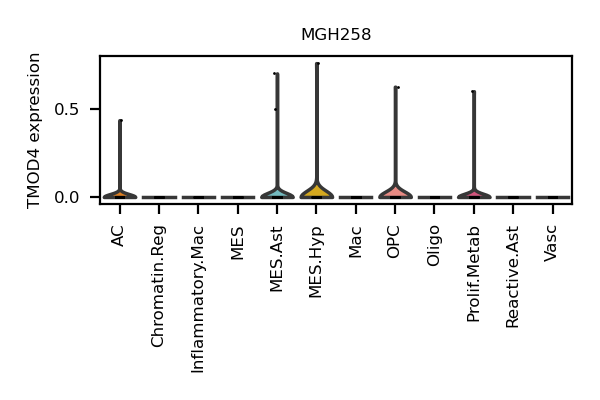 MGH258
TMOD4 expression
0.5
0.0
AC
Chromatin.Reg
Inflammatory.Mac
MES
MES.Ast
MES.Hyp
Mac
OPC
Oligo
Prolif.Metab
Reactive.Ast
Vasc